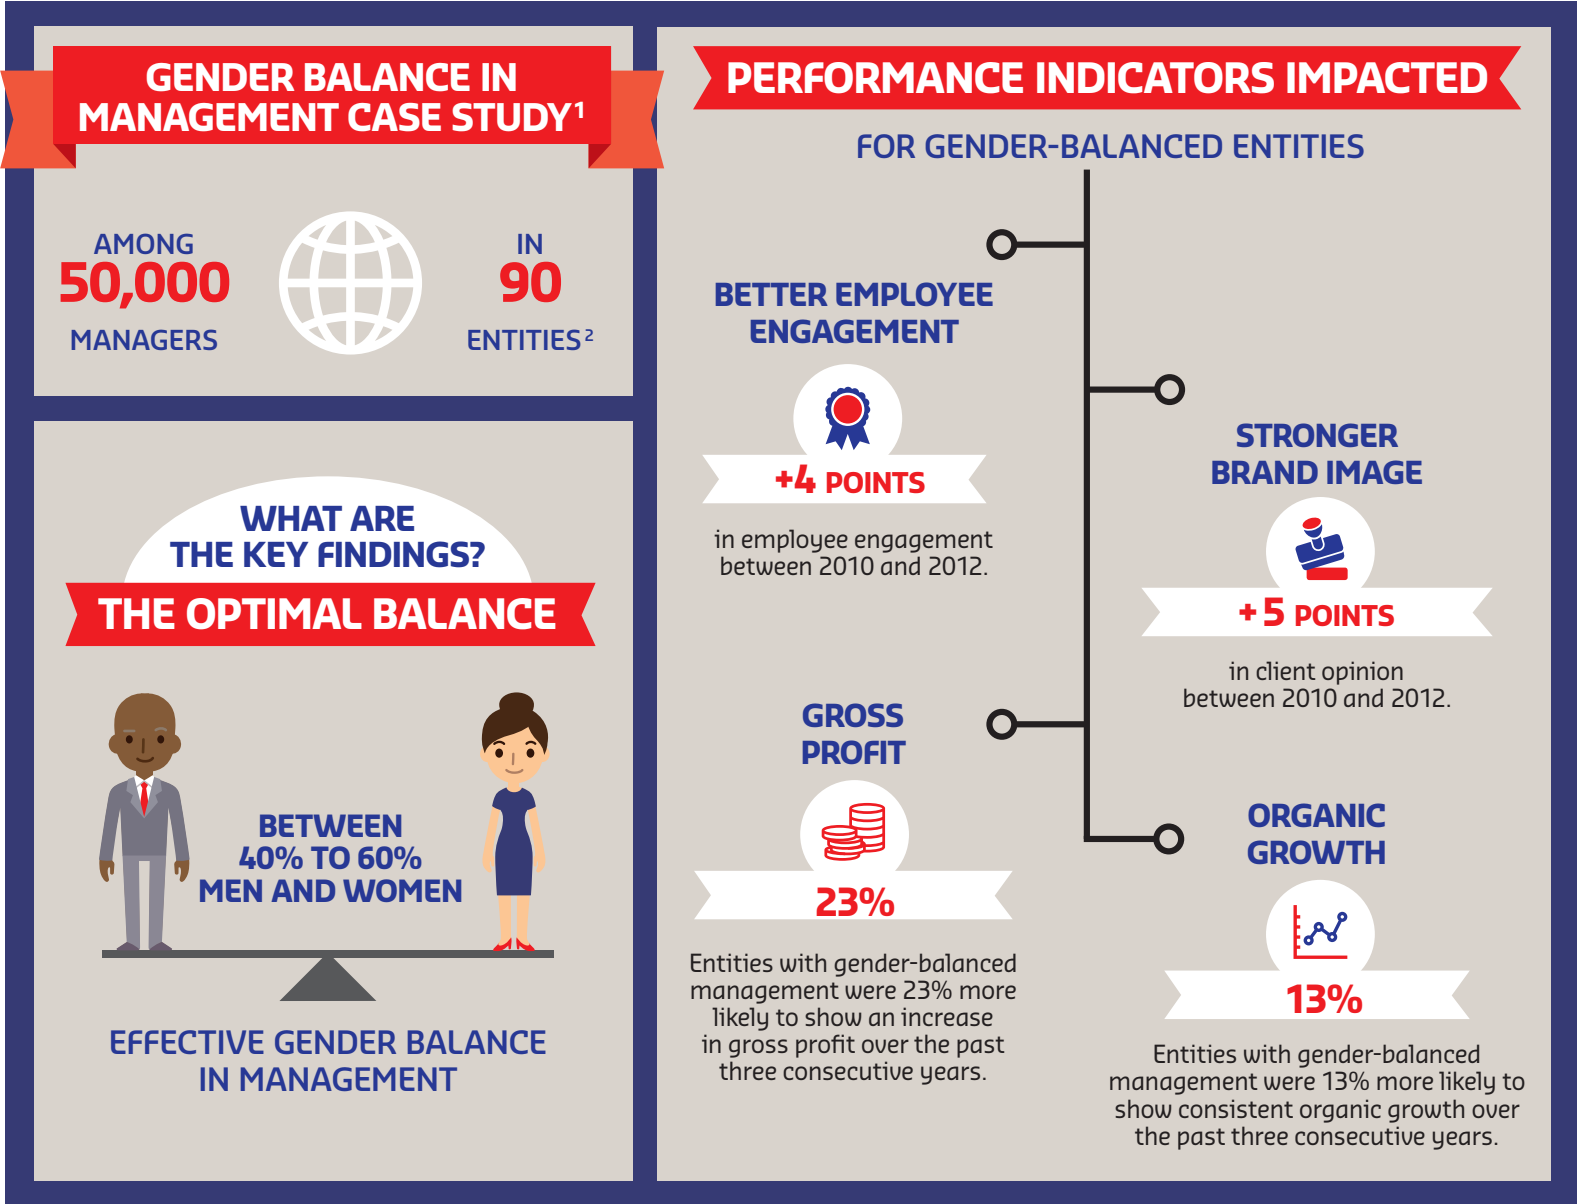 GENDER BALANCE IN
MANAGEMENT CASE STUDY¹
AMONG
50,000
MANAGERS
IN
90
ENTITIES²
WHAT ARE
THE KEY FINDINGS?
THE OPTIMAL BALANCE
BETWEEN
40% TO 60%
MEN AND WOMEN
EFFECTIVE GENDER BALANCE
IN MANAGEMENT
PERFORMANCE INDICATORS IMPACTED
FOR GENDER-BALANCED ENTITIES
BETTER EMPLOYEE
ENGAGEMENT
+4 POINTS
in employee engagement
between 2010 and 2012.
STRONGER
BRAND IMAGE
+5 POINTS
in client opinion
between 2010 and 2012.
GROSS
PROFIT
23%
Entities with gender-balanced
management were 23% more
likely to show an increase
in gross profit over the past
three consecutive years.
ORGANIC
GROWTH
13%
Entities with gender-balanced
management were 13% more likely to
show consistent organic growth over
the past three consecutive years.